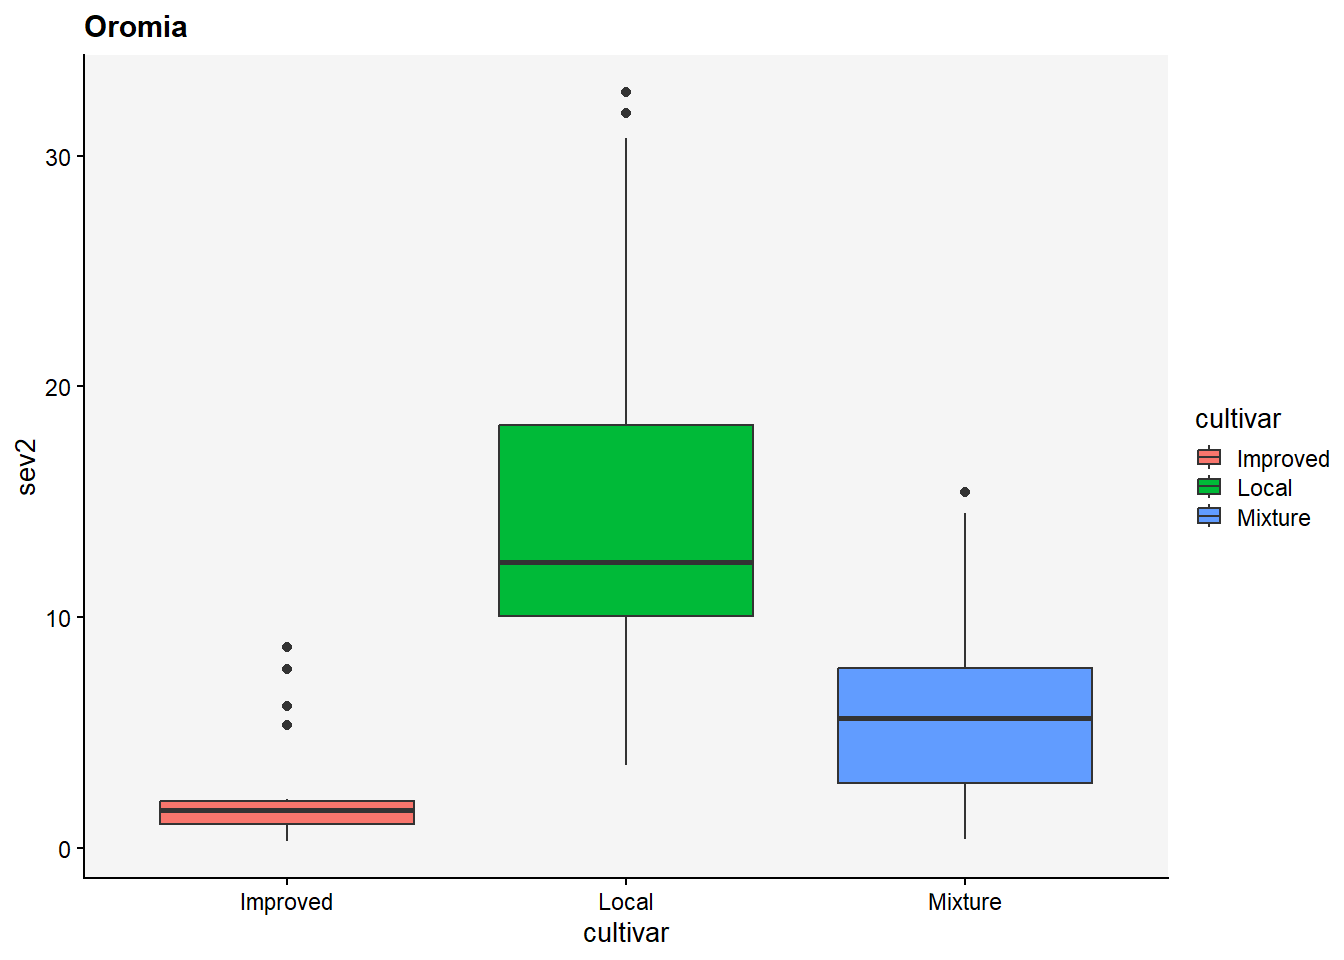 Oromia
30
20
10
0
sev2
Improved
Local
Mixture
cultivar
cultivar
Improved
Local
Mixture